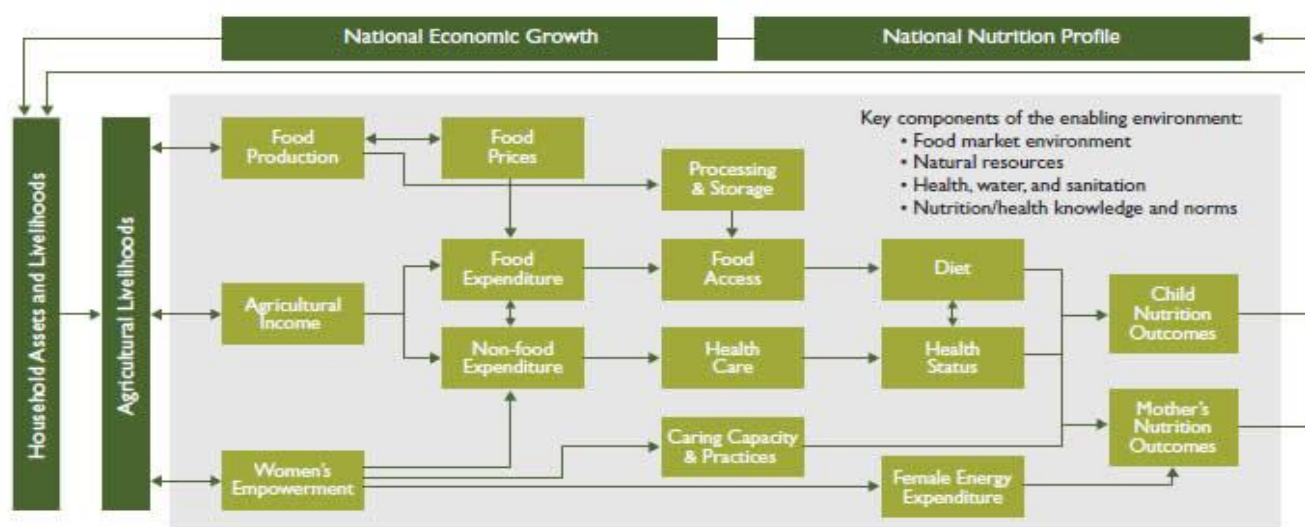 National Economic Growth
National Nutrition Profile
Household Assets and Livelihoods
Agricultural Livelihoods
Food
Production
Food
Prices
Processing
& Storage
Key components of the enabling environment:
• Food market environment
• Natural resources
• Health, water, and sanitation
• Nutrition/health knowledge and norms
Agricultural
Income
Food
Expenditure
Food
Access
Diet
Non-food
Expenditure
Health
Care
Health
Status
Child
Nutrition
Outcomes
Women's
Empowerment
Caring Capacity
& Practices
Female Energy
Expenditure
Mother's
Nutrition
Outcomes